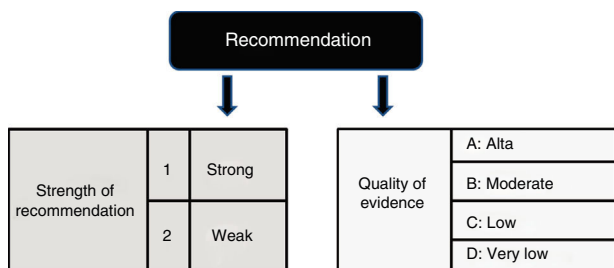 Recommendation
Strength of
recommendation
1
Strong
2
Weak
Quality of
evidence
A: Alta
B: Moderate
C: Low
D: Very low